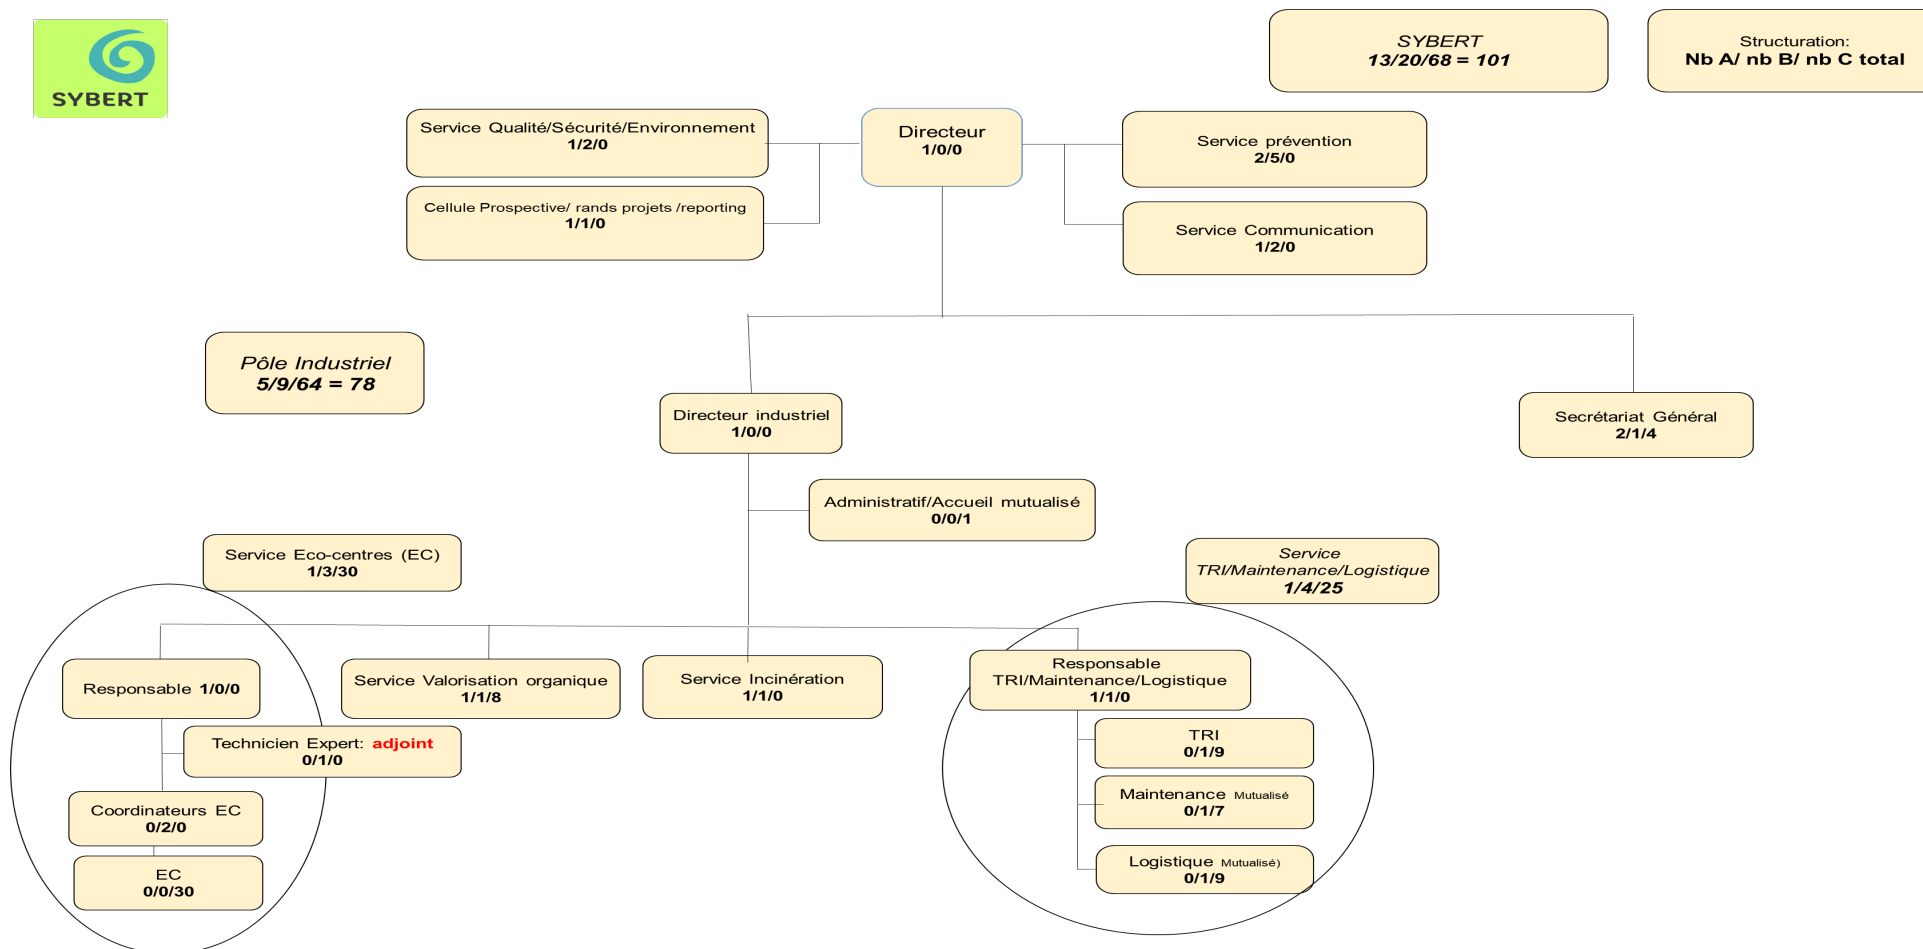 SYBERT
SYBERT
13/20/68 = 101
Structuration:
Nb A/ nb B/ nb C total
Service Qualité/Sécurité/Environnement
1/2/0
Directeur
1/0/0
Service prévention
2/5/0
Cellule Prospective/ rands projets /reporting
1/1/0
Service Communication
1/2/0
Pôle Industriel
5/9/64 = 78
Directeur industriel
1/0/0
Secrétariat Général
2/1/4
Administratif/Accueil mutualisé
0/0/1
Service Eco-centres (EC)
1/3/30
Service
TRI/Maintenance/Logistique
1/4/25
Responsable 1/0/0
Service Valorisation organique
1/1/8
Service Incinération
1/1/0
Responsable
TRI/Maintenance/Logistique
1/1/0
Technicien Expert: adjoint
0/1/0
TRI
0/1/9
Coordinateurs EC
0/2/0
Maintenance Mutualisé
0/1/7
EC
0/0/30
Logistique Mutualisé)
0/1/9